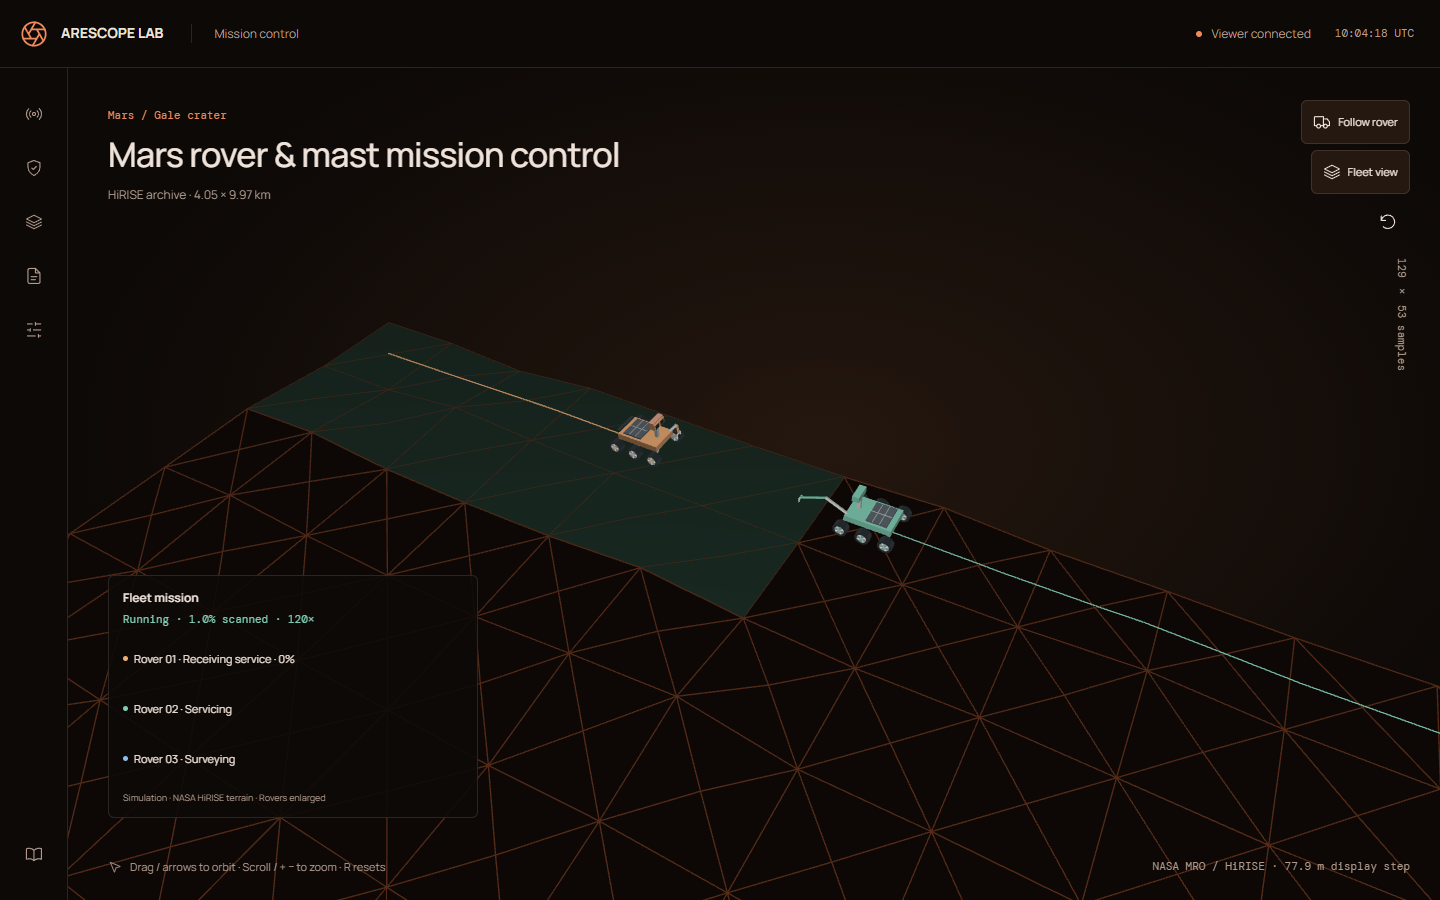 ARESCOPE LAB
Mission control
Viewer connected
10:04:18 UTC
Mars / Gale crater
Mars rover & mast mission control
HiRISE archive · 4.05 × 9.97 km
Follow rover
Fleet view
129 × 53 samples
Fleet mission
Running · 1.0% scanned · 120×
Rover 01 · Receiving service · 0%
Rover 02 · Servicing
Rover 03 · Surveying
Simulation · NASA HiRISE terrain · Rovers enlarged
Drag / arrows to orbit · Scroll / + − to zoom · R resets
NASA MRO / HiRISE · 77.9 m display step